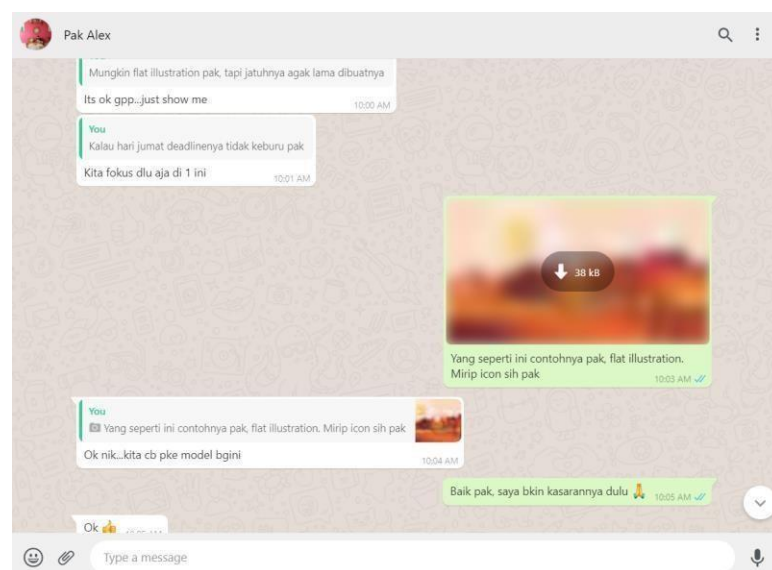 Pak Alex
Mungkin flat illustration pak, tapi jatuhnya agak lama dibuatnya
Its ok gpp...just show me
10:00 AM
You
Kalau hari jumat deadlinenya tidak keburu pak
Kita fokus dlu aja di 1 ini
10:01 AM
38 kB
Yang seperti ini contohnya pak, flat illustration.
Mirip icon sih pak
10:03 AM
You
Yang seperti ini contohnya pak, flat illustration. Mirip icon sih pak
Ok nik...kita cb pke model bgini
10:04 AM
Baik pak, saya bkin kasarannya dulu 🙏
10:05 AM
Ok 👍
Type a message